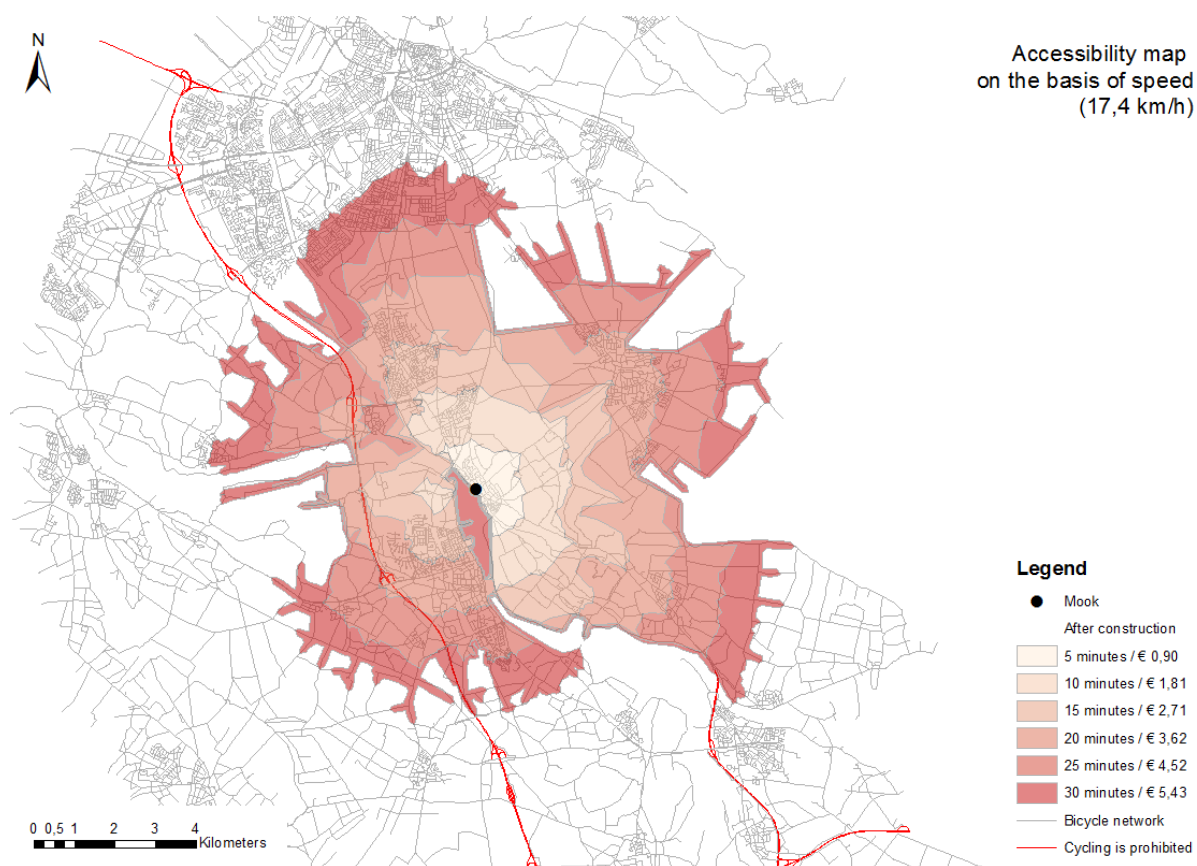 N
Accessibility map
on the basis of speed
(17,4 km/h)
Legend
Mook
After construction
5 minutes / € 0,90
10 minutes / € 1,81
15 minutes / € 2,71
20 minutes / € 3,62
25 minutes / € 4,52
30 minutes / € 5,43
Bicycle network
Cycling is prohibited
0 0,5 1 2 3 4
Kilometers